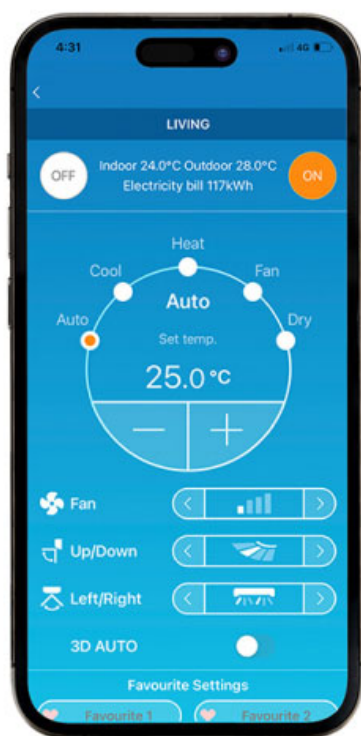 4:31
4G
<
LIVING
OFF
Indoor 24.0°C Outdoor 28.0°C
Electricity bill 117kWh
ON
Heat
Cool
Fan
Auto
Auto
Dry
Set temp.
25.0 °C
— +
Fan < >
Up/Down < >
Left/Right < >
3D AUTO
Favourite Settings
Favourite 1 Favourite 2